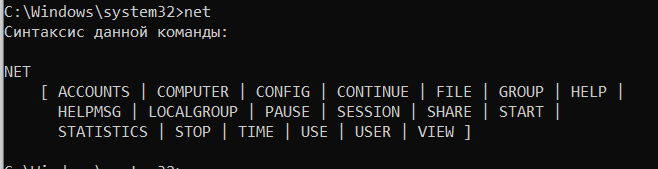 C:\Windows\system32>net
Синтаксис данной команды:
NET
[ ACCOUNTS | COMPUTER | CONFIG | CONTINUE | FILE | GROUP | HELP |
HELPMSG | LOCALGROUP | PAUSE | SESSION | SHARE | START |
STATISTICS | STOP | TIME | USE | USER | VIEW ]